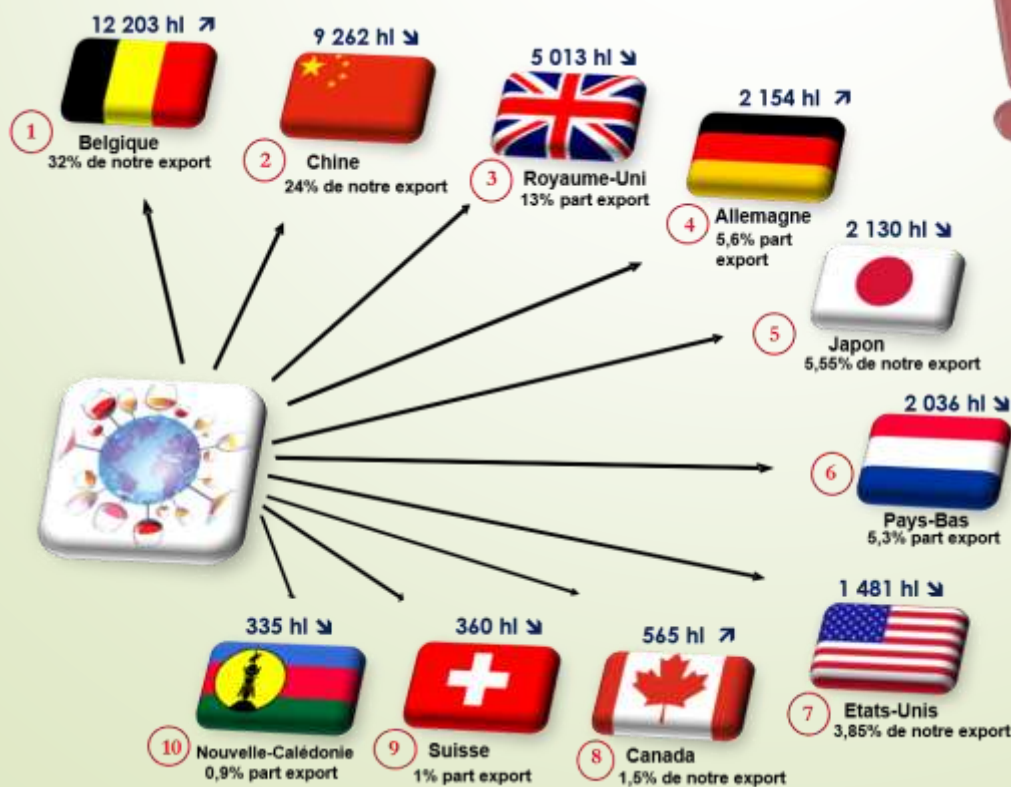 12 203 hl ↗
1
Belgique
32% de notre export
9 262 hl ↘
2
Chine
24% de notre export
5 013 hl ↘
3
Royaume-Uni
13% part export
2 154 hl ↗
4
Allemagne
5,6% part
export
2 130 hl ↘
5
Japon
5,55% de notre export
2 036 hl ↘
6
Pays-Bas
5,3% part export
1 481 hl ↘
7
Etats-Unis
3,85% de notre export
565 hl ↗
8
Canada
1,5% de notre export
360 hl ↘
9
Suisse
1% part export
335 hl ↘
10
Nouvelle-Calédonie
0,9% part export